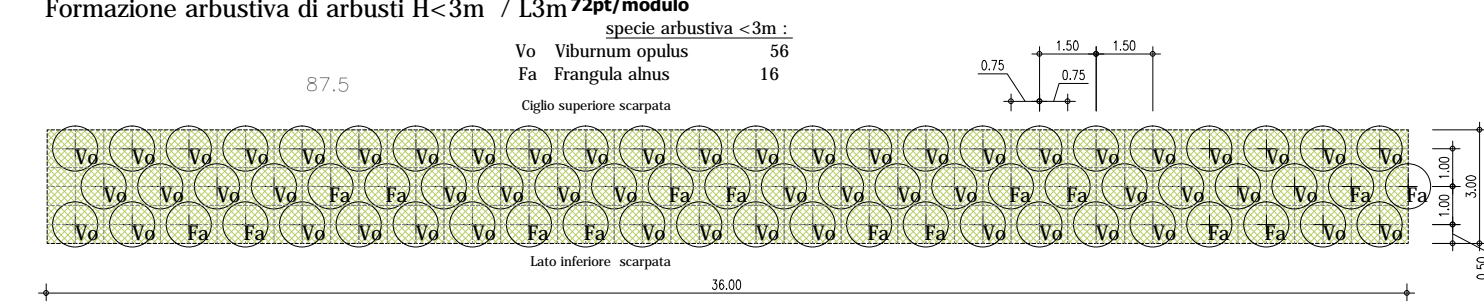 Formazione arbustiva di arbusti H<3m / L3m 72pt/modulo
specie arbustiva <3m :
Vo Viburnum opulus 56
Fa Frangula alnus 16
87.5
1.50 1.50
0.75 0.75
Ciglio superiore scarpata
Vo Vo Vo Vo Vo Vo Vo Vo Vo Vo Vo Vo Vo Vo Vo Vo Vo Vo Vo Vo Vo Vo Vo Vo
Vo Vo Vo Vo Fa Fa Vo Vo Vo Vo Fa Fa Vo Vo Vo Vo Fa Fa Vo Vo Vo Vo Fa Fa
Vo Vo Fa Fa Vo Vo Vo Vo Fa Fa Vo Vo Vo Vo Fa Fa Vo Vo Vo Vo Fa Fa Vo Vo
1.00
1.00
3.00
0.50
Lato inferiore scarpata
36.00